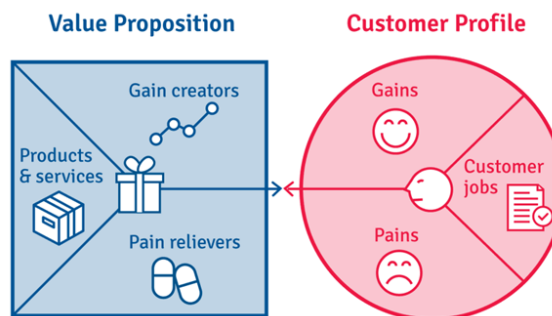 Value Proposition
Customer Profile
Gain creators
Products
& services
Pain relievers
Gains
Customer
jobs
Pains